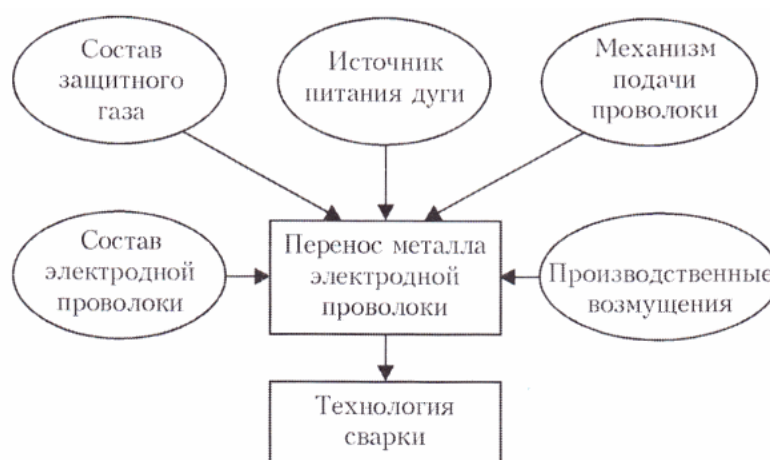 Состав
защитного
газа
Источник
питания дуги
Механизм
подачи
проволоки
Состав
электродной
проволоки
Перенос металла
электродной
проволоки
Производственные
возмущения
Технология
сварки